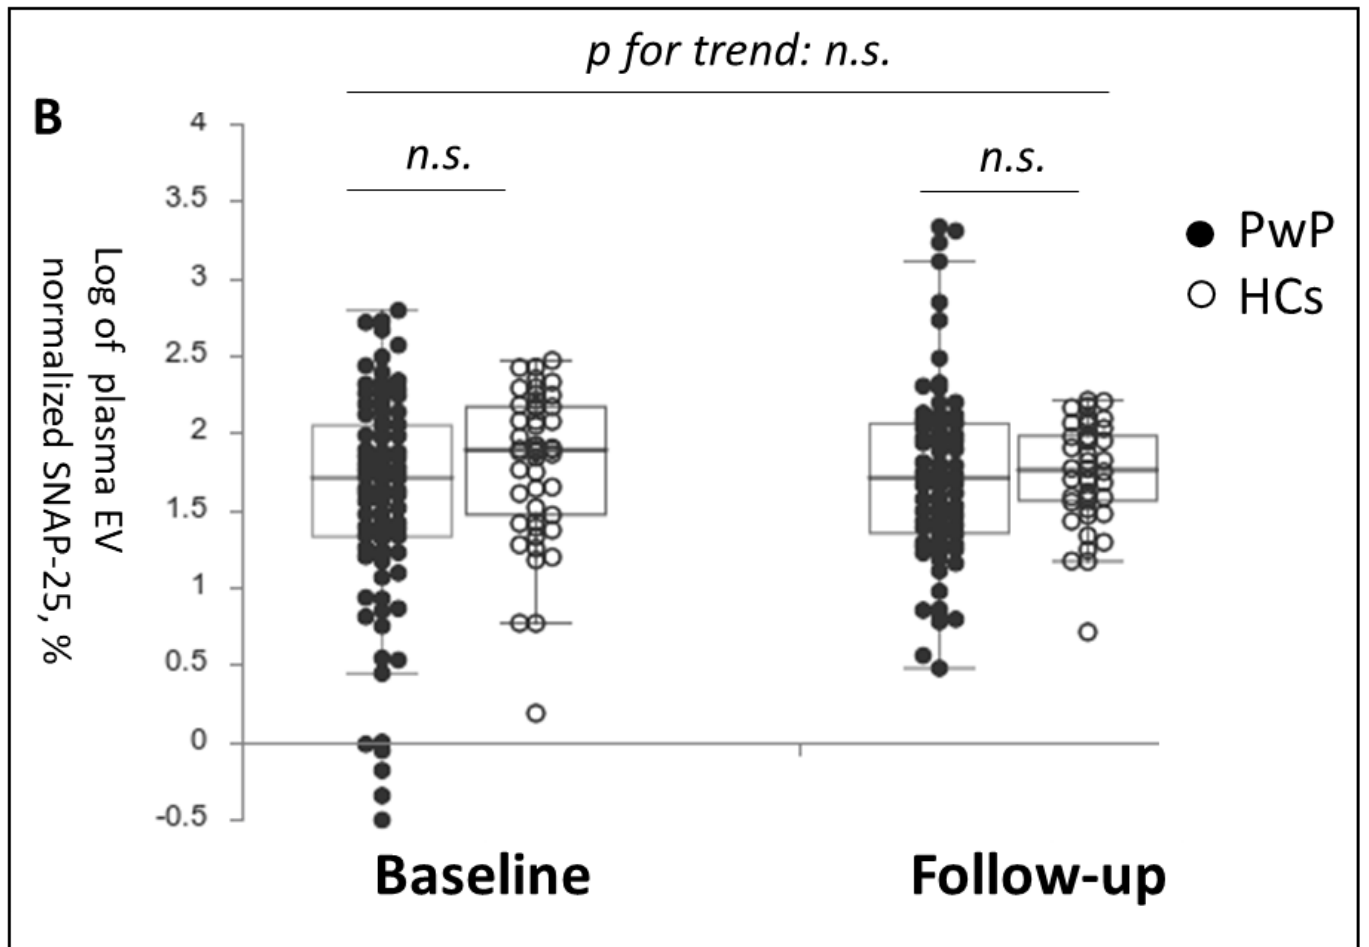 p for trend: n.s.
B
n.s.
n.s.
4
3.5
3
2.5
2
1.5
1
0.5
0
-0.5
Log of plasma EV
normalized SNAP-25, %
PwP
HCs
Baseline
Follow-up